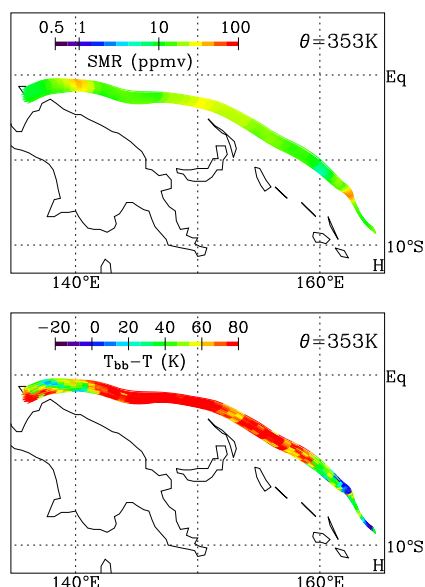 0.5 1 10 100
SMR (ppmv)
θ=353K
Eq
10°S
H
140°E 160°E
−20 0 20 40 60 80
T_bb−T (K)
θ=353K
Eq
10°S
H
140°E 160°E